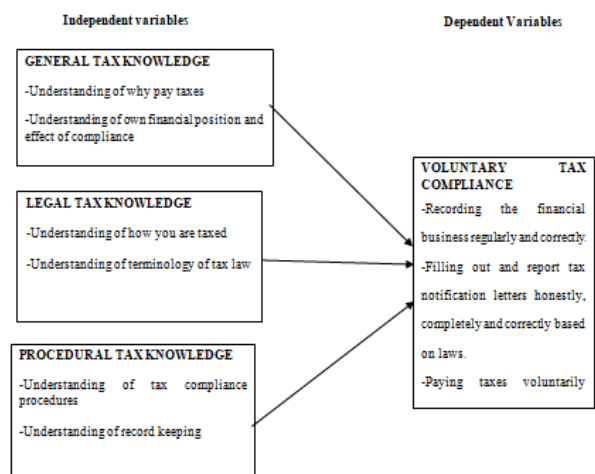 Independent variables
Dependent Variables
GENERAL TAX KNOWLEDGE
-Understanding of why pay taxes
-Understanding of own financial position and
effect of compliance
LEGAL TAX KNOWLEDGE
-Understanding of how you are taxed
-Understanding of terminology of tax law
PROCEDURAL TAX KNOWLEDGE
-Understanding of tax compliance
procedures
-Understanding of record keeping
VOLUNTARY TAX
COMPLIANCE
-Recording the financial
business regularly and correctly.
-Filling out and report tax
notification letters honestly,
completely and correctly based
on laws.
-Paying taxes voluntarily